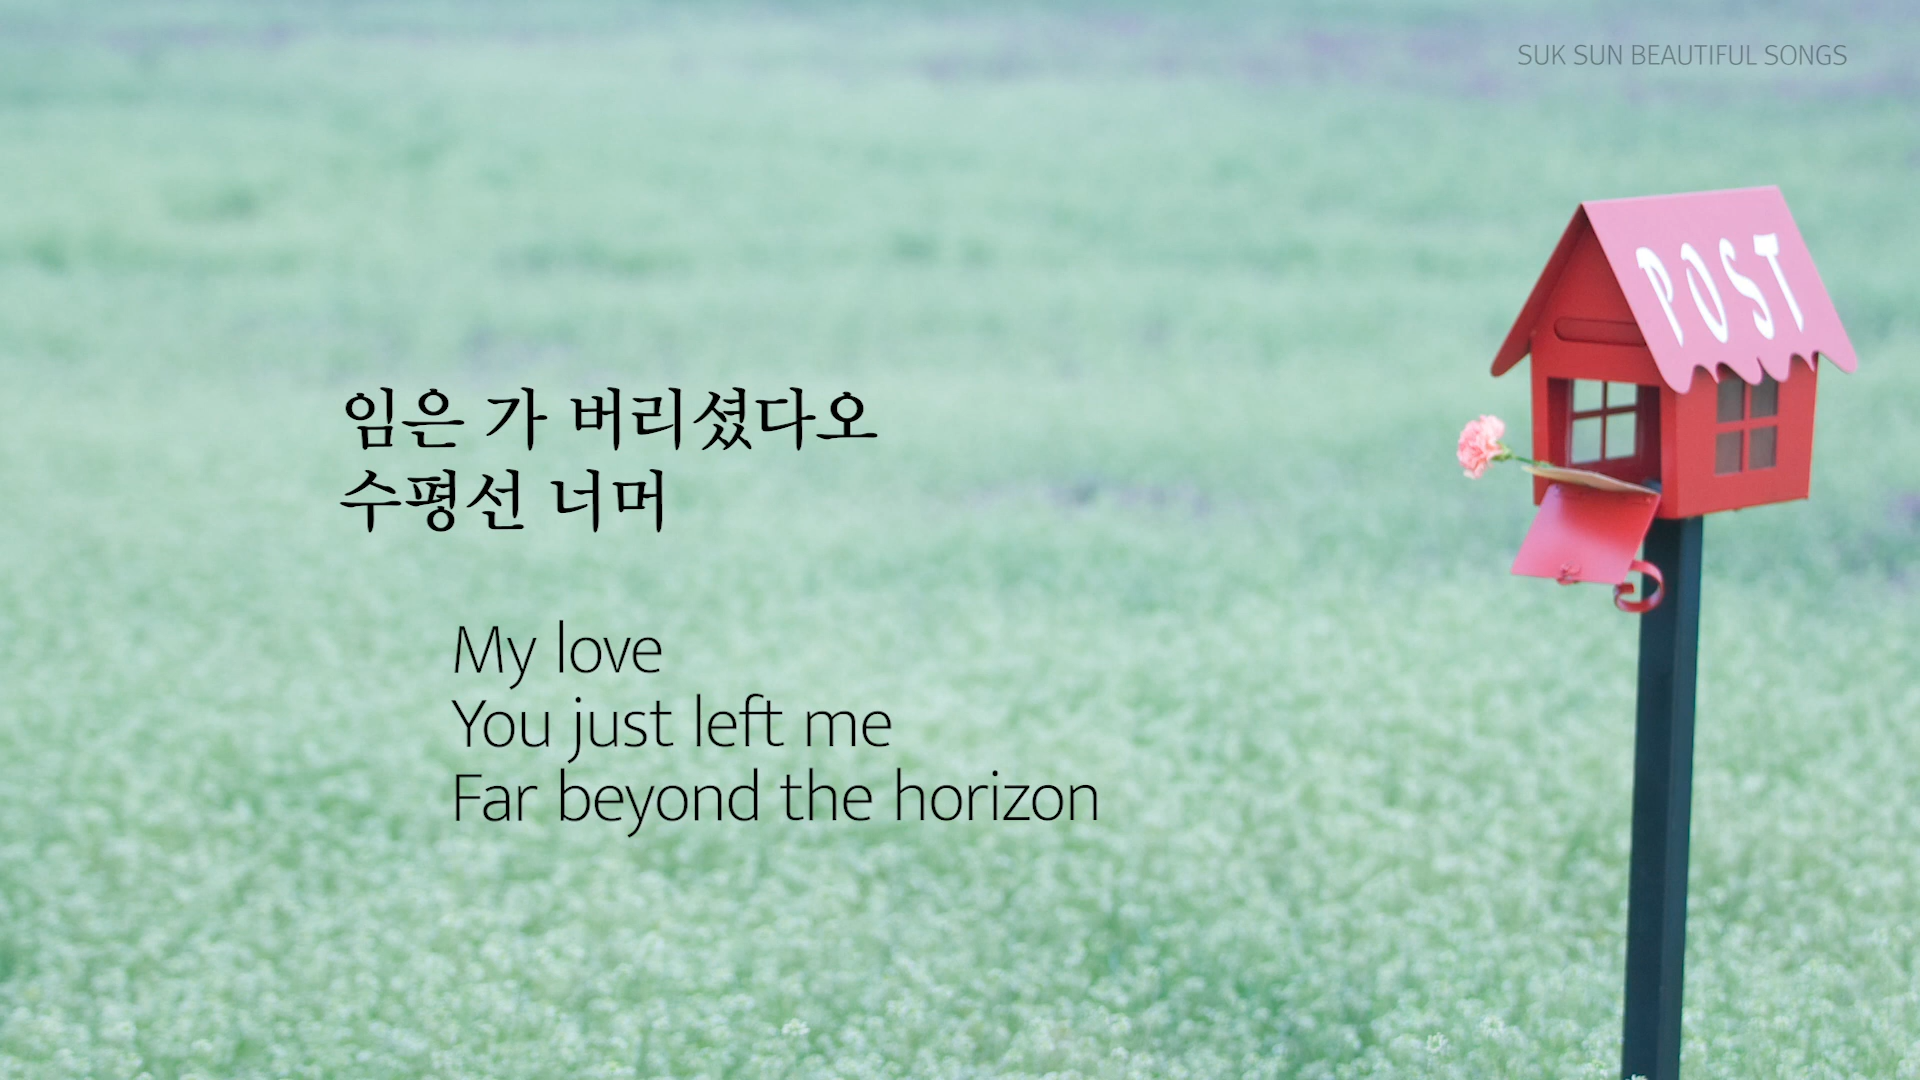 SUK SUN BEAUTIFUL SONGS
POST
임은 가 버리셨다오
수평선 너머
My love
You just left me
Far beyond the horizon